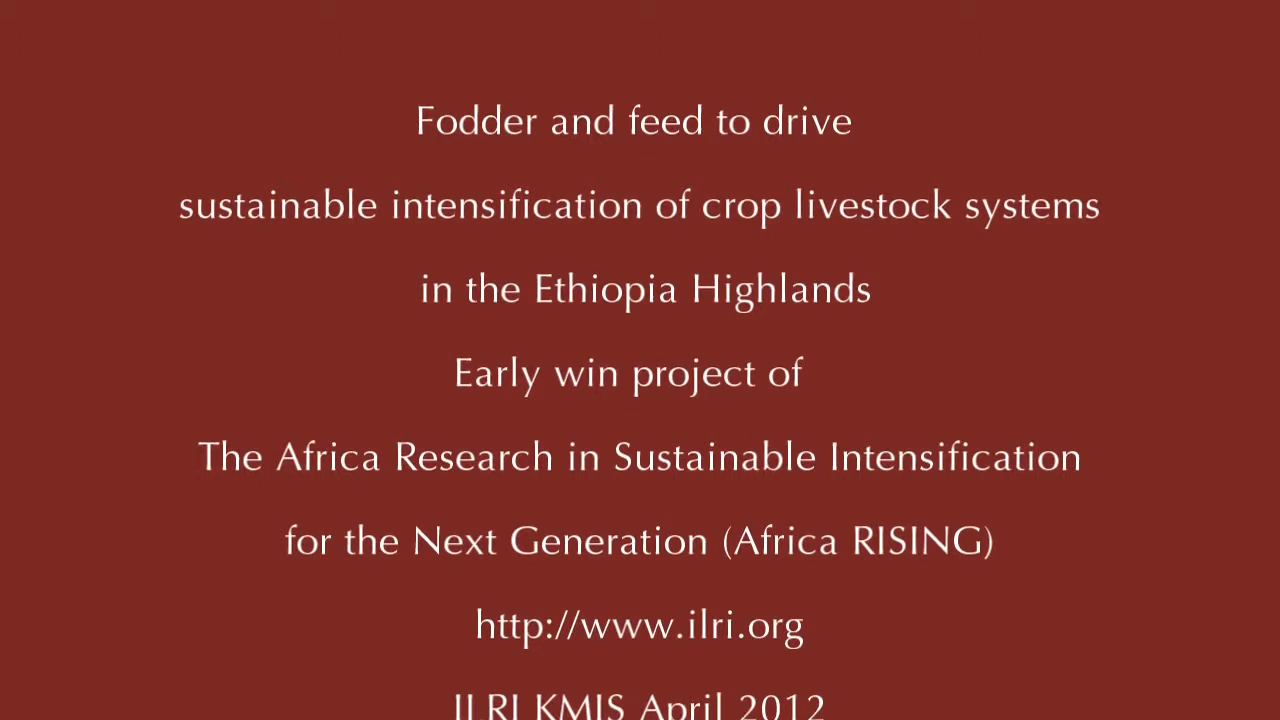 Fodder and feed to drive
sustainable intensification of crop livestock systems
in the Ethiopia Highlands
Early win project of
The Africa Research in Sustainable Intensification
for the Next Generation (Africa RISING)
http://www.ilri.org
ILRI KMIS April 2012